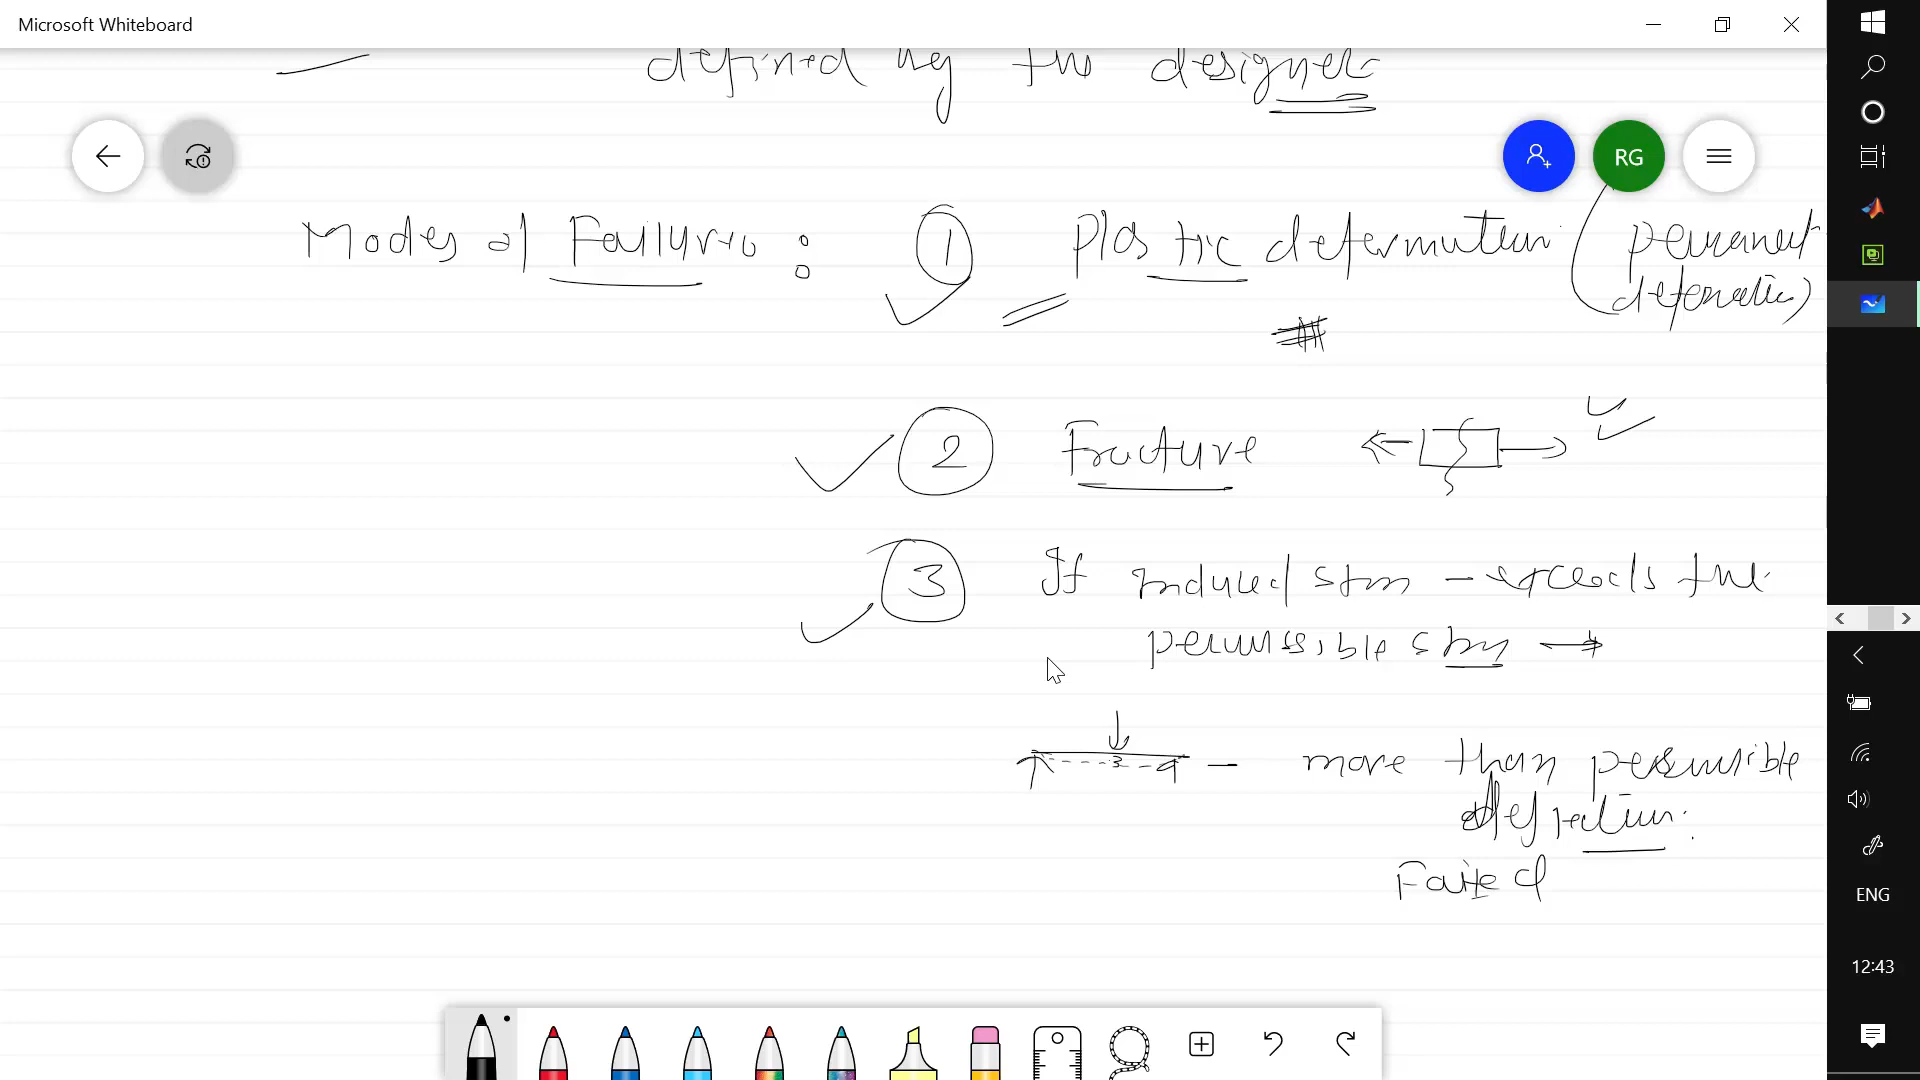 Microsoft Whiteboard
defined by the designer
RG
Modes of Failure : 1 Plastic deformation (permanent
deformation)
2 Fracture
3 If induced stress exceeds the
permissible stress →
- more than permissible
deflection.
Failed
ENG
12:43